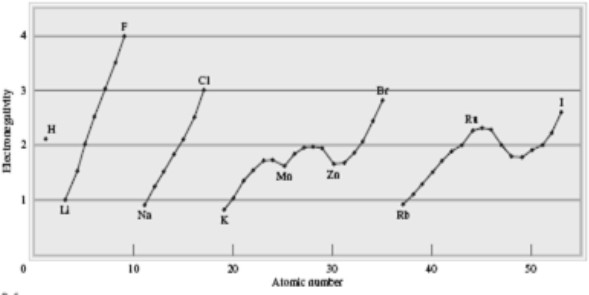 F
4
Cl
3
Br
I
Ru
H
2
Mn
Zn
1
Li
Na
K
Rb
Electronegativity
0
10
20
30
40
50
Atomic number